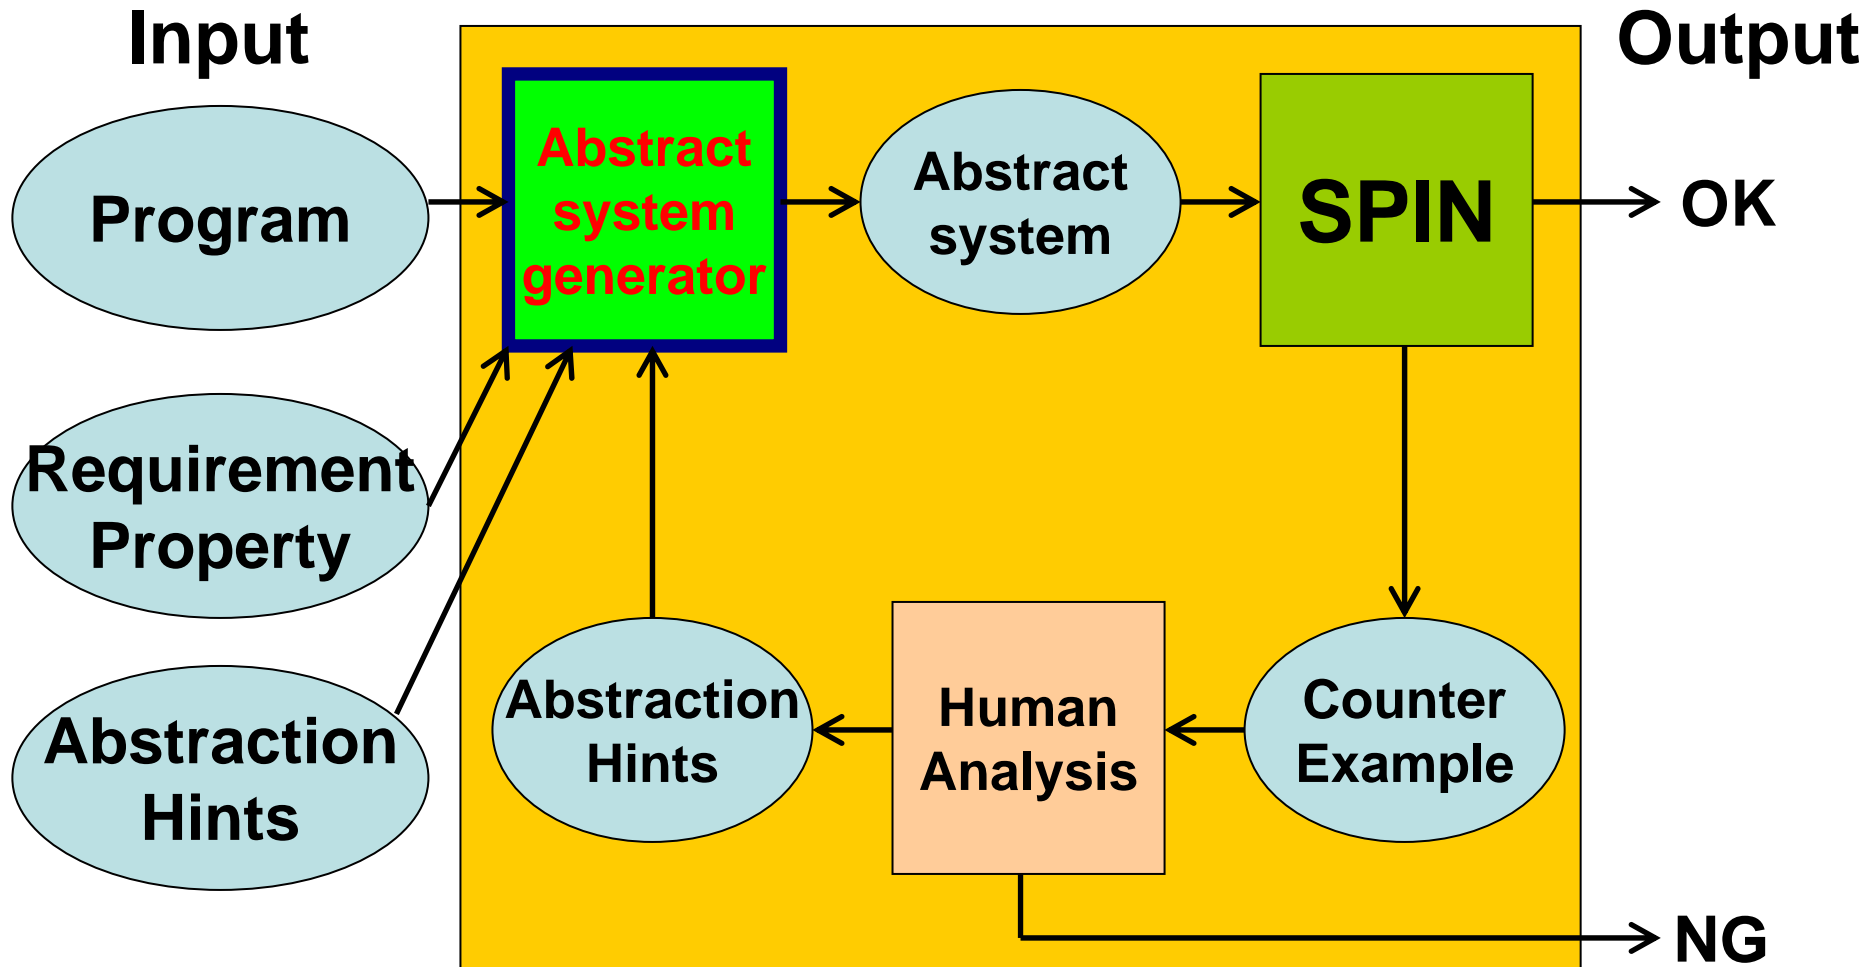 Input
Output
Program
Abstract
system
generator
Abstract
system
SPIN
OK
Requirement
Property
Abstraction
Hints
Abstraction
Hints
Human
Analysis
Counter
Example
NG